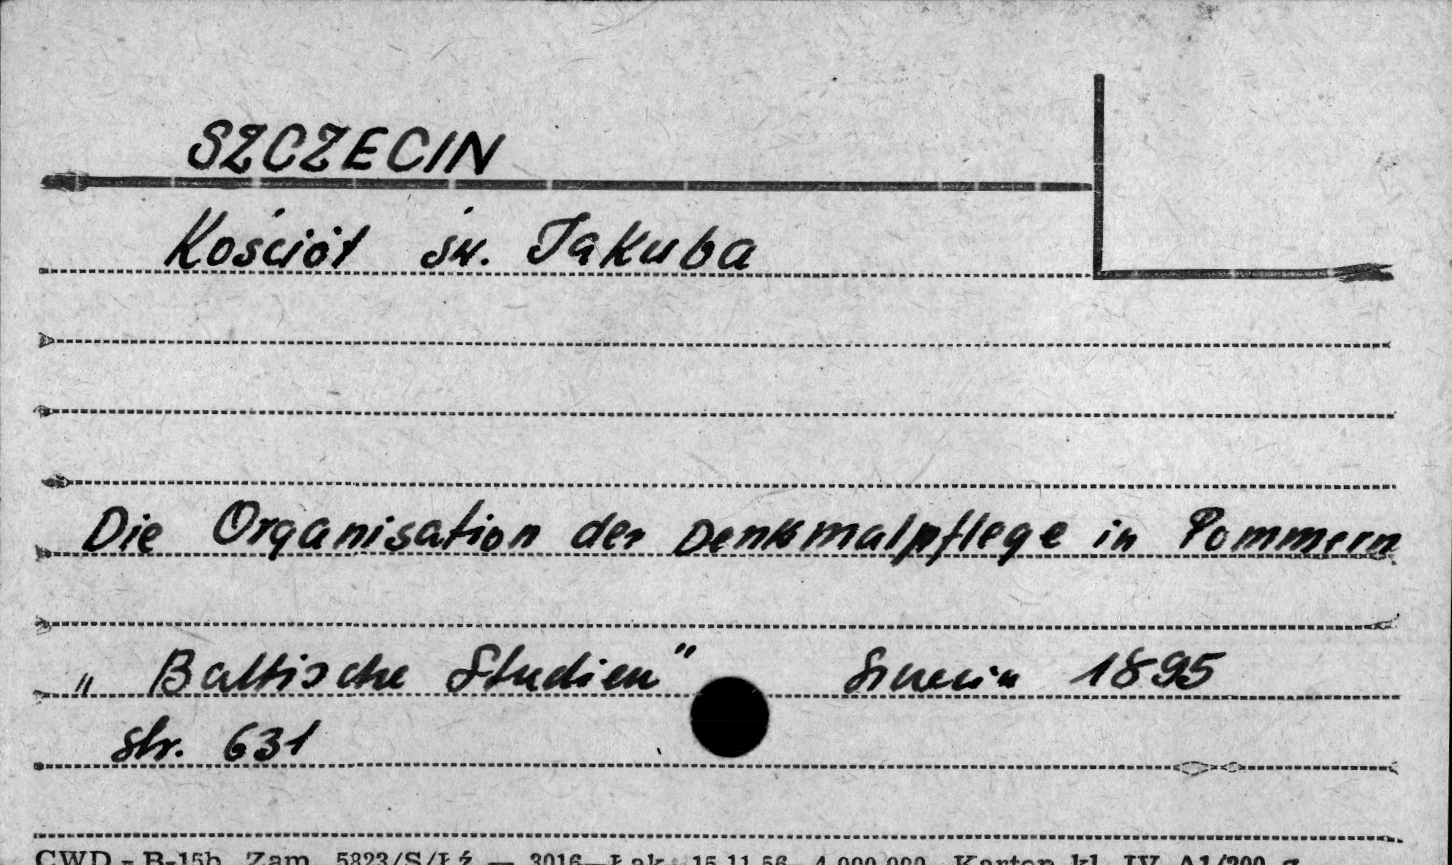 SZCZECIN
Kościół św. Jakuba
Die Organisation der Denkmalpflege in Pommern
„Baltische Studien" 1895
str. 631
CWD - B-15b. Zam. 5823/S/Łż — 3016—Łak. 15.11.56 4.000.000 Karton kl. IV A1/200 g